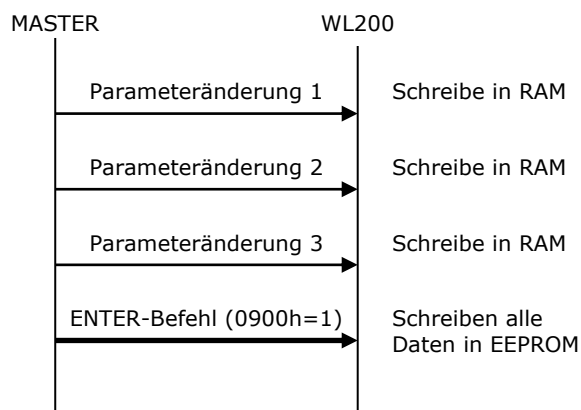 MASTER WL200
Parameteränderung 1 Schreibe in RAM
Parameteränderung 2 Schreibe in RAM
Parameteränderung 3 Schreibe in RAM
ENTER-Befehl (0900h=1) Schreiben alle
Daten in EEPROM